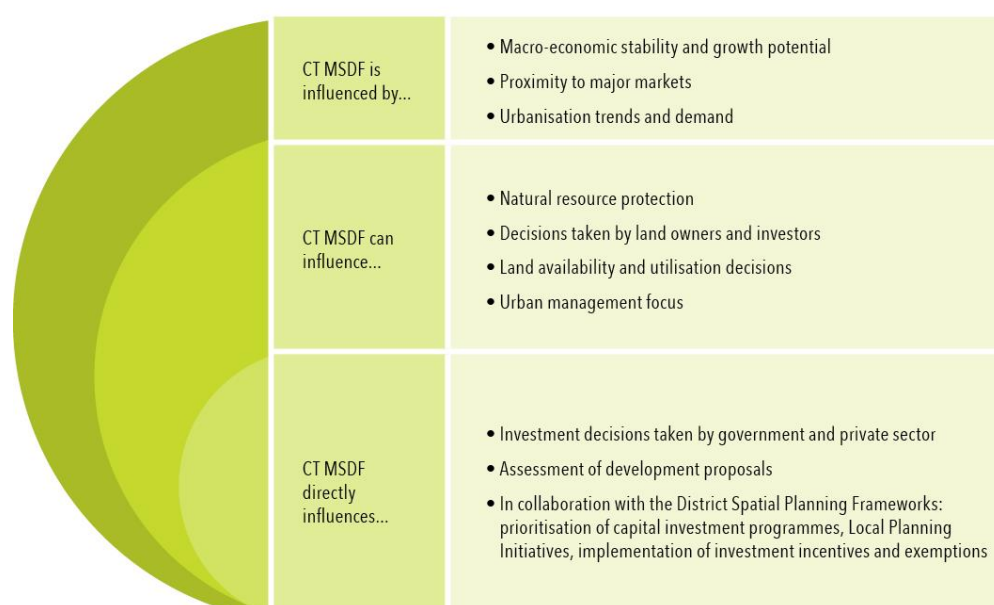 CT MSDF is
influenced by...
• Macro-economic stability and growth potential
• Proximity to major markets
• Urbanisation trends and demand
CT MSDF can
influence...
• Natural resource protection
• Decisions taken by land owners and investors
• Land availability and utilisation decisions
• Urban management focus
CT MSDF
directly
influences...
• Investment decisions taken by government and private sector
• Assessment of development proposals
• In collaboration with the District Spatial Planning Frameworks:
prioritisation of capital investment programmes, Local Planning
Initiatives, implementation of investment incentives and exemptions